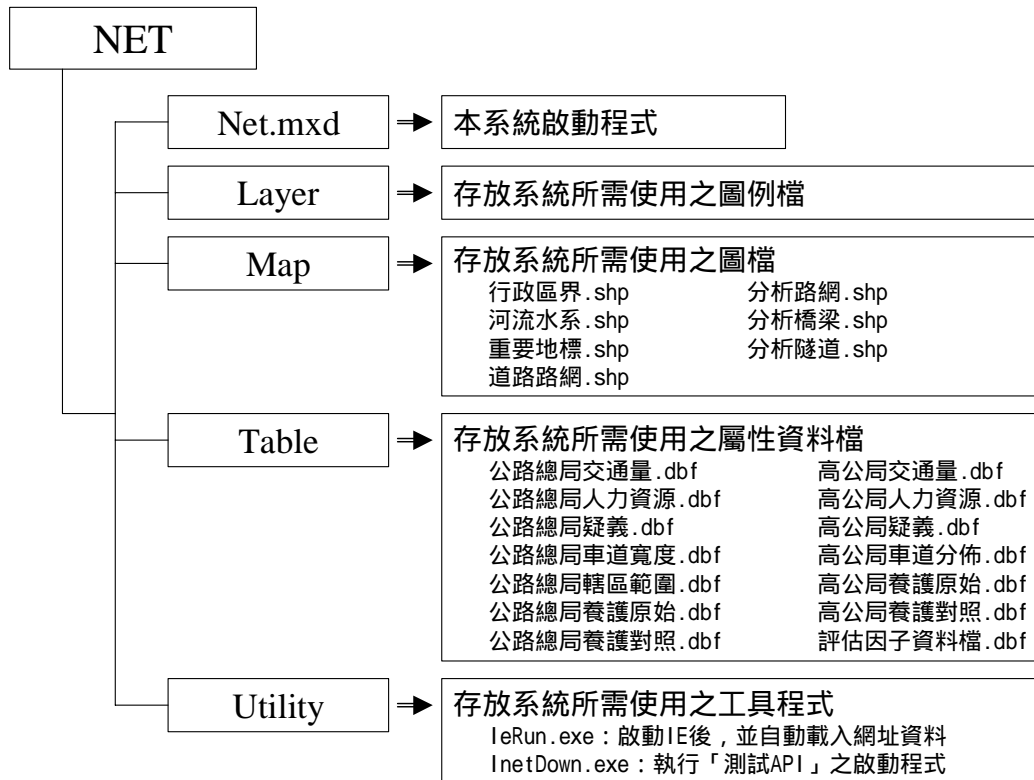 NET
Net.mxd
本系統啟動程式
Layer
存放系統所需使用之圖例檔
Map
存放系統所需使用之圖檔
行政區界.shp 分析路網.shp
河流水系.shp 分析橋梁.shp
重要地標.shp 分析隧道.shp
道路路網.shp
Table
存放系統所需使用之屬性資料檔
公路總局交通量.dbf 高公局交通量.dbf
公路總局人力資源.dbf 高公局人力資源.dbf
公路總局疑義.dbf 高公局疑義.dbf
公路總局車道寬度.dbf 高公局車道分佈.dbf
公路總局轄區範圍.dbf 高公局養護原始.dbf
公路總局養護原始.dbf 高公局養護對照.dbf
公路總局養護對照.dbf 評估因子資料檔.dbf
Utility
存放系統所需使用之工具程式
IeRun.exe：啟動IE後，並自動載入網址資料
InetDown.exe：執行「測試API」之啟動程式